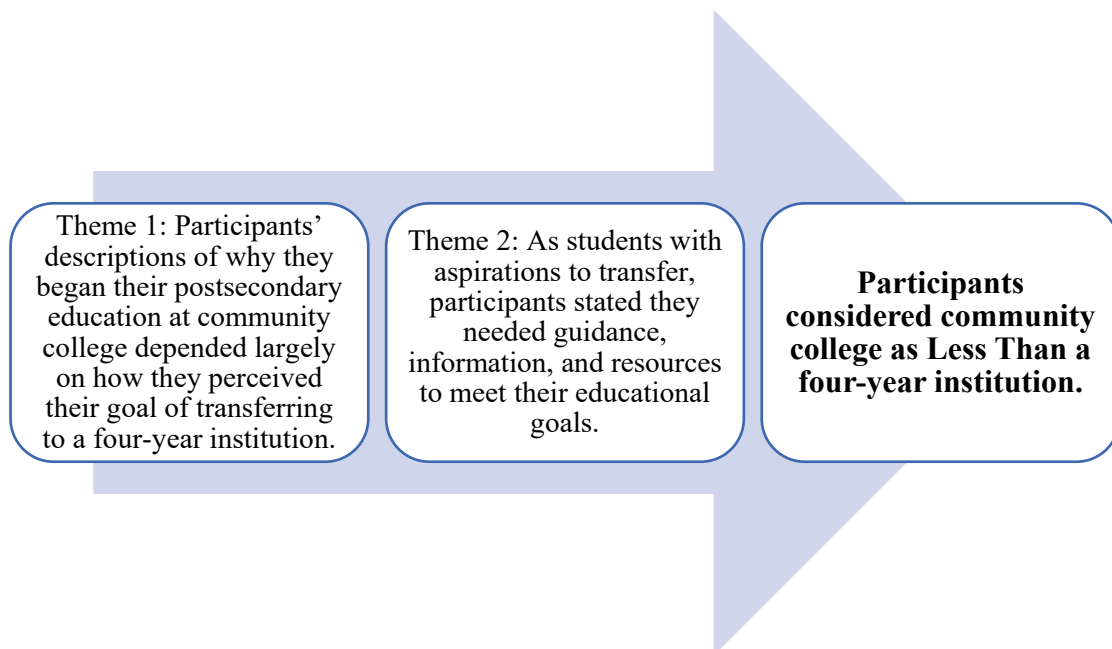 Theme 1: Participants’
descriptions of why they
began their postsecondary
education at community
college depended largely
on how they perceived
their goal of transferring
to a four-year institution.
Theme 2: As students with
aspirations to transfer,
participants stated they
needed guidance,
information, and resources
to meet their educational
goals.
Participants
considered community
college as Less Than a
four-year institution.